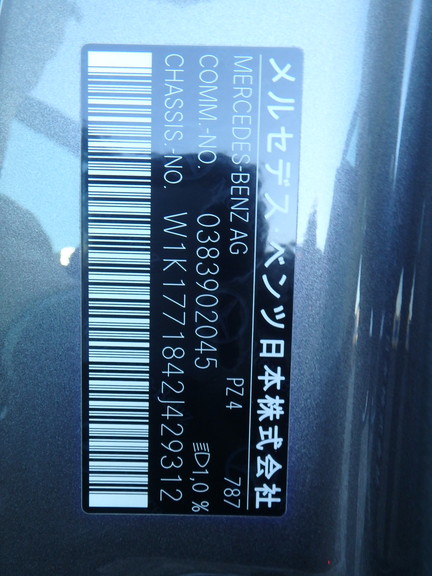 メルセデス ベンツ日本株式会社
MERCEDES-BENZ AG PZ4 787
COMM.-NO. 0383902045 1,0 %
CHASSIS.-NO. W1K1771842J429312